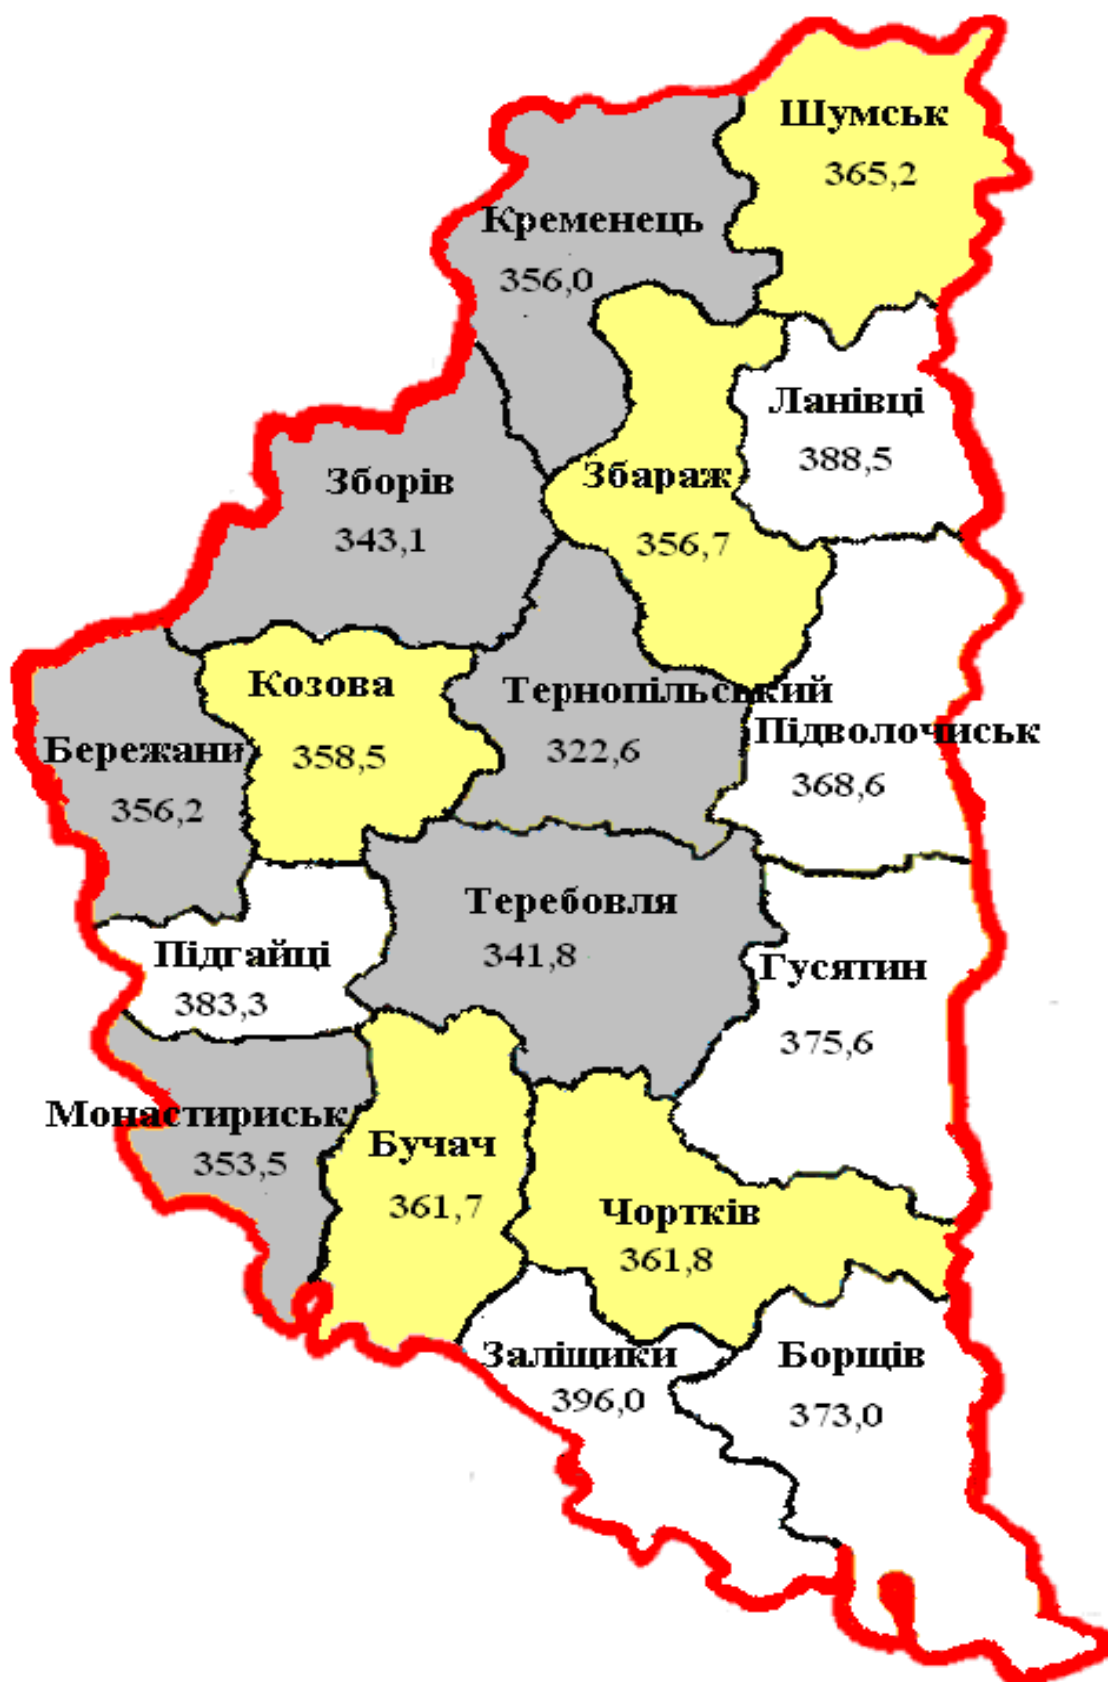 Шумськ
365,2
Кременець
356,0
Ланівці
388,5
Збараж
356,7
Зборів
343,1
Козова
358,5
Тернопільський
322,6
Підволочиськ
368,6
Бережани
356,2
Теребовля
341,8
Підгайці
383,3
Гусятин
375,6
Монастириськ
353,5
Бучач
361,7
Чортків
361,8
Заліщики
396,0
Борщів
373,0